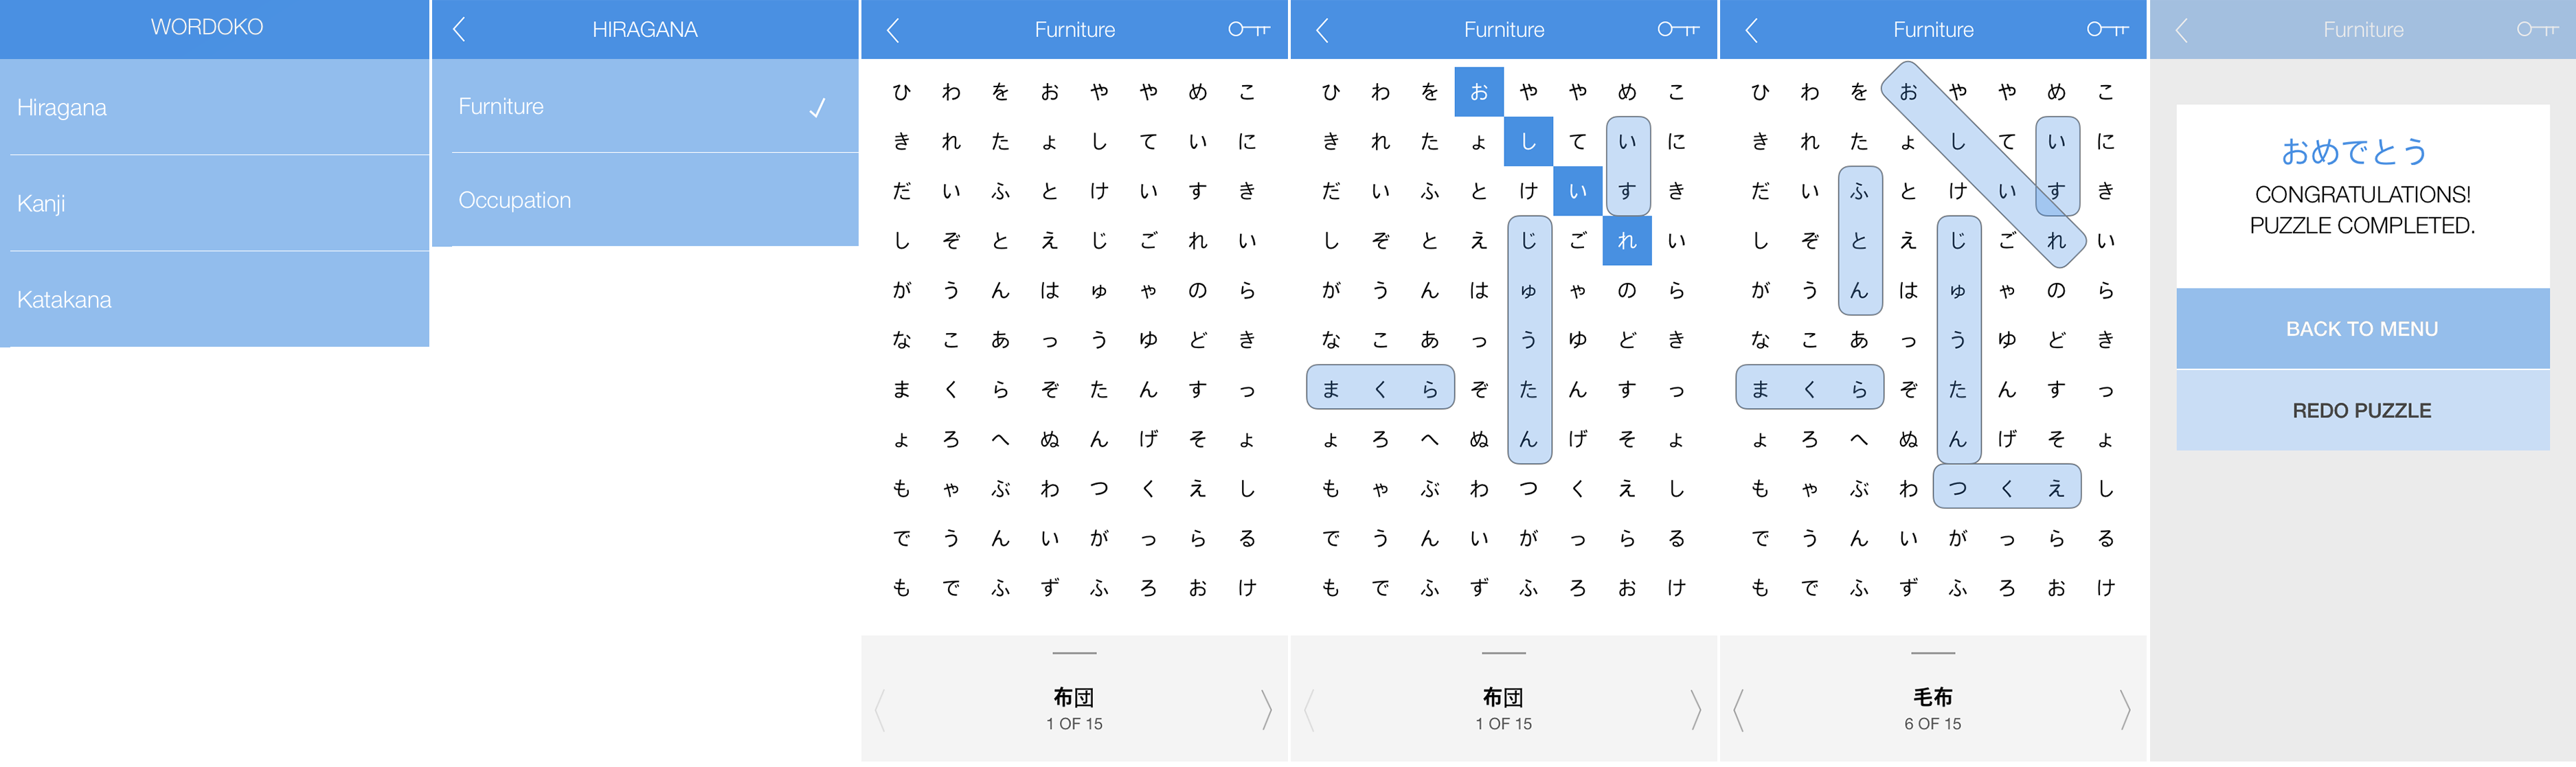 WORDOKO
Hiragana
Kanji
Katakana
HIRAGANA
Furniture
Occupation
Furniture
ひ わ を お や や め こ
き れ た ょ し て い に
だ い ふ と け い す き
し ぞ と え じ ご れ い
が う ん は ゅ ゃ の ら
な こ あ っ う ゆ ど き
ま く ら ぞ た ん す っ
ょ ろ へ ぬ ん げ そ ょ
も ゃ ぶ わ つ く え し
で う ん い が っ ら る
も で ふ ず ふ ろ お け
布団
1 OF 15
Furniture
ひ わ を お や や め こ
き れ た ょ し て い に
だ い ふ と け い す き
し ぞ と え じ ご れ い
が う ん は ゅ ゃ の ら
な こ あ っ う ゆ ど き
ま く ら ぞ た ん す っ
ょ ろ へ ぬ ん げ そ ょ
も ゃ ぶ わ つ く え し
で う ん い が っ ら る
も で ふ ず ふ ろ お け
布団
1 OF 15
Furniture
ひ わ を お や や め こ
き れ た ょ し て い に
だ い ふ と け い す き
し ぞ と え じ ご れ い
が う ん は ゅ ゃ の ら
な こ あ っ う ゆ ど き
ま く ら ぞ た ん す っ
ょ ろ へ ぬ ん げ そ ょ
も ゃ ぶ わ つ く え し
で う ん い が っ ら る
も で ふ ず ふ ろ お け
毛布
6 OF 15
Furniture
おめでとう
CONGRATULATIONS!
PUZZLE COMPLETED.
BACK TO MENU
REDO PUZZLE